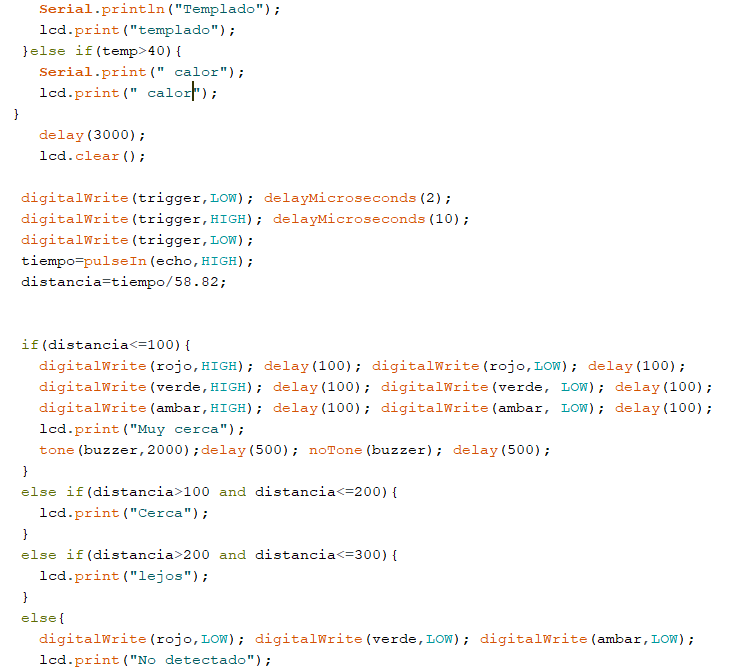 Serial.println("Templado");
lcd.print("templado");
}else if(temp>40){
Serial.print(" calor");
lcd.print(" calor");
}
delay(3000);
lcd.clear();
digitalWrite(trigger,LOW); delayMicroseconds(2);
digitalWrite(trigger,HIGH); delayMicroseconds(10);
digitalWrite(trigger,LOW);
tiempo=pulseIn(echo,HIGH);
distancia=tiempo/58.82;
if(distancia<=100){
digitalWrite(rojo,HIGH); delay(100); digitalWrite(rojo,LOW); delay(100);
digitalWrite(verde,HIGH); delay(100); digitalWrite(verde, LOW); delay(100);
digitalWrite(ambar,HIGH); delay(100); digitalWrite(ambar, LOW); delay(100);
lcd.print("Muy cerca");
tone(buzzer,2000);delay(500); noTone(buzzer); delay(500);
}
else if(distancia>100 and distancia<=200){
lcd.print("Cerca");
}
else if(distancia>200 and distancia<=300){
lcd.print("lejos");
}
else{
digitalWrite(rojo,LOW); digitalWrite(verde,LOW); digitalWrite(ambar,LOW);
lcd.print("No detectado");